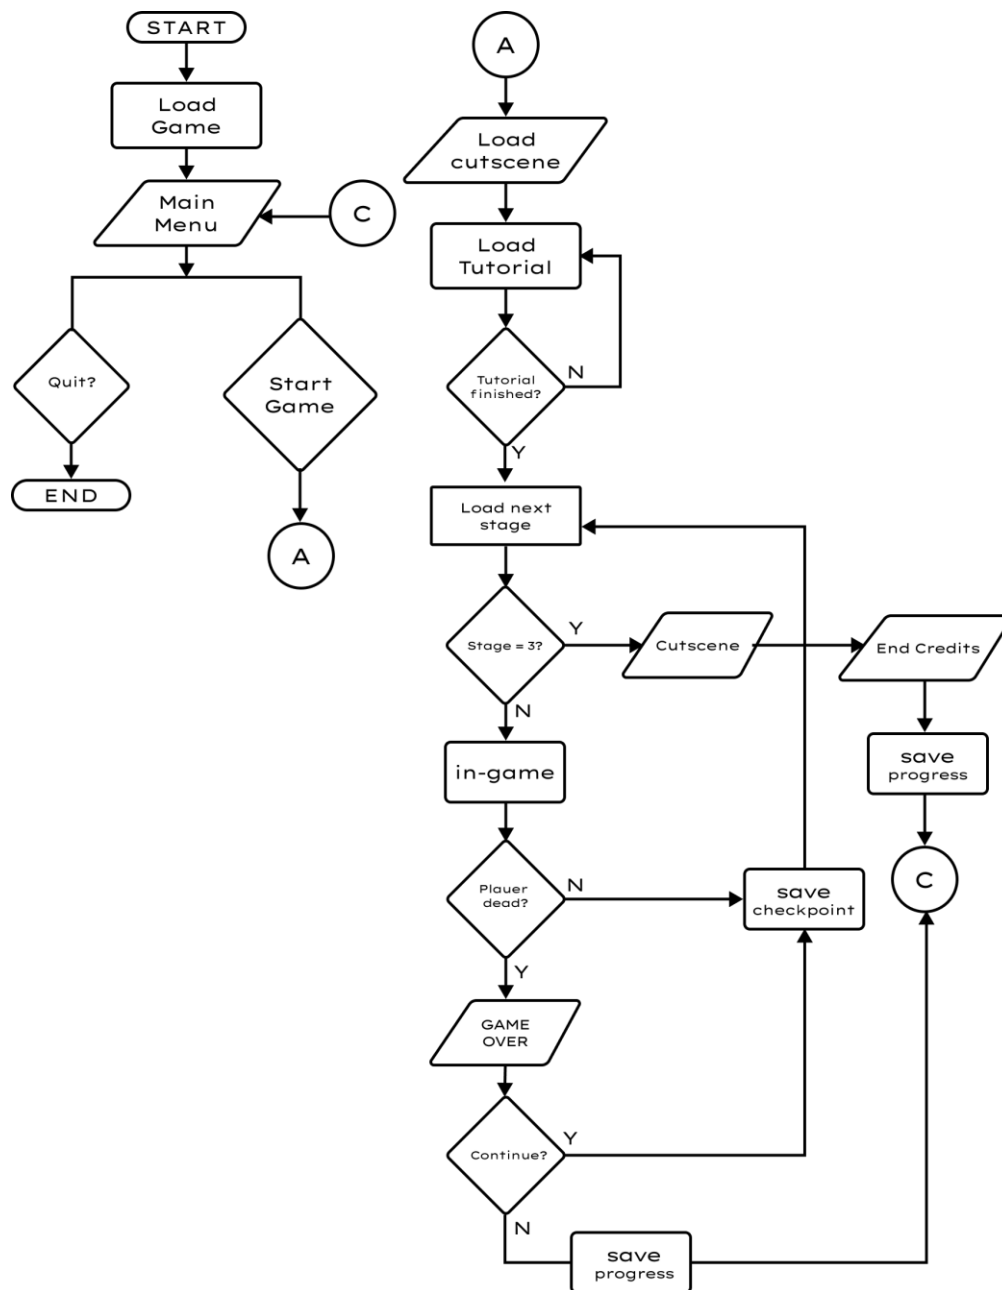 START
Load
Game
Main
Menu
C
Quit?
Start
Game
END
A
A
Load
cutscene
Load
Tutorial
Tutorial
finished?
N
Y
Load next
stage
Stage = 3?
Y
Cutscene
End Credits
N
save
progress
C
in-game
Plauer
dead?
N
save
checkpoint
Y
GAME
OVER
Continue?
Y
N
save
progress